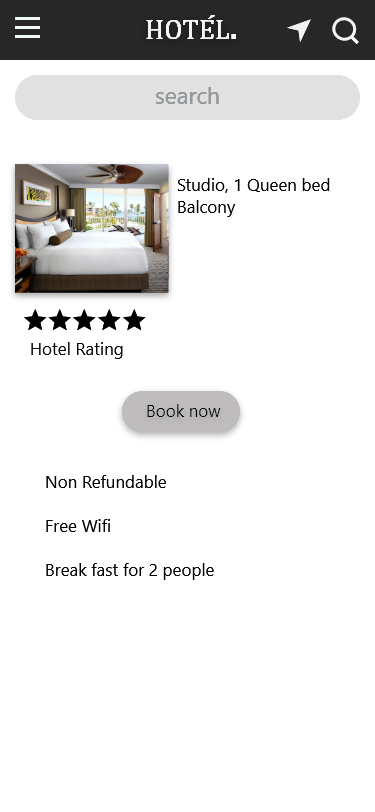 HOTÉL.
search
Studio, 1 Queen bed
Balcony
Hotel Rating
Book now
Non Refundable
Free Wifi
Break fast for 2 people